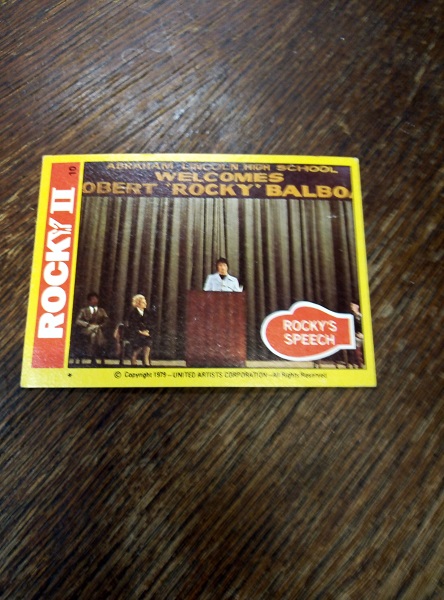 ROCKY II
10
ABRAHAM LINCOLN HIGH SCHOOL
WELCOMES
OBERT 'ROCKY' BALBO
ROCKY'S
SPEECH
© Copyright 1979 — UNITED ARTISTS CORPORATION — All Rights Reserved